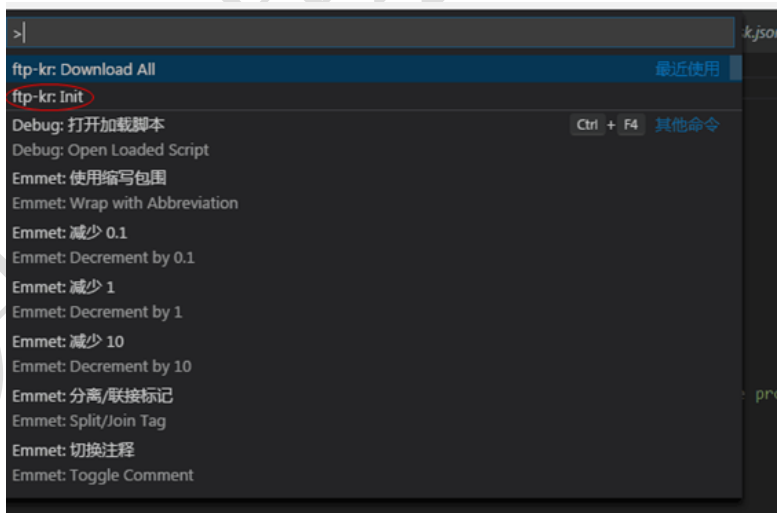 >
k.json
ftp-kr: Download All 最近使用
ftp-kr: Init
Debug: 打开加载脚本 Ctrl + F4 其他命令
Debug: Open Loaded Script
Emmet: 使用缩写包围
Emmet: Wrap with Abbreviation
Emmet: 减少 0.1
Emmet: Decrement by 0.1
Emmet: 减少 1
Emmet: Decrement by 1
Emmet: 减少 10
Emmet: Decrement by 10
Emmet: 分离/联接标记
pro
Emmet: Split/Join Tag
Emmet: 切换注释
Emmet: Toggle Comment